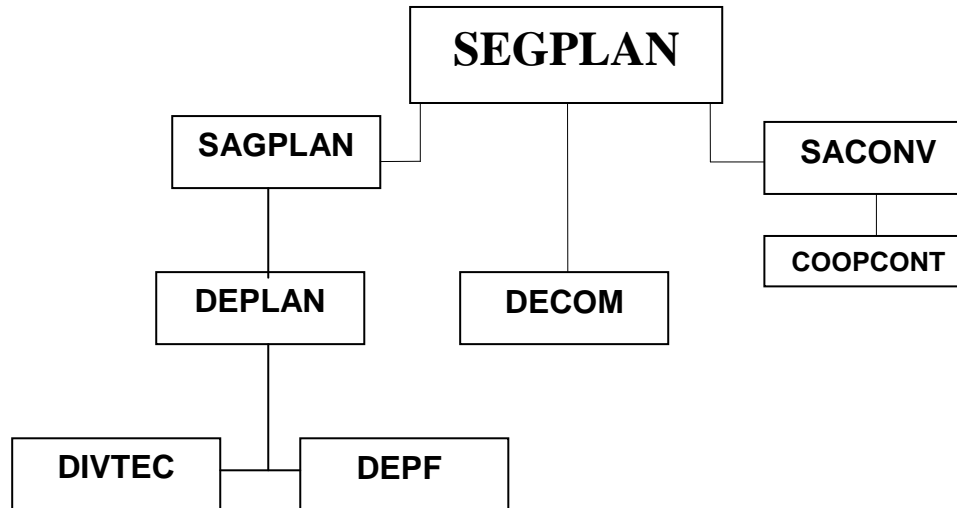 SEGPLAN
SAGPLAN
SACONV
COOPCONT
DEPLAN
DECOM
DIVTEC
DEPF